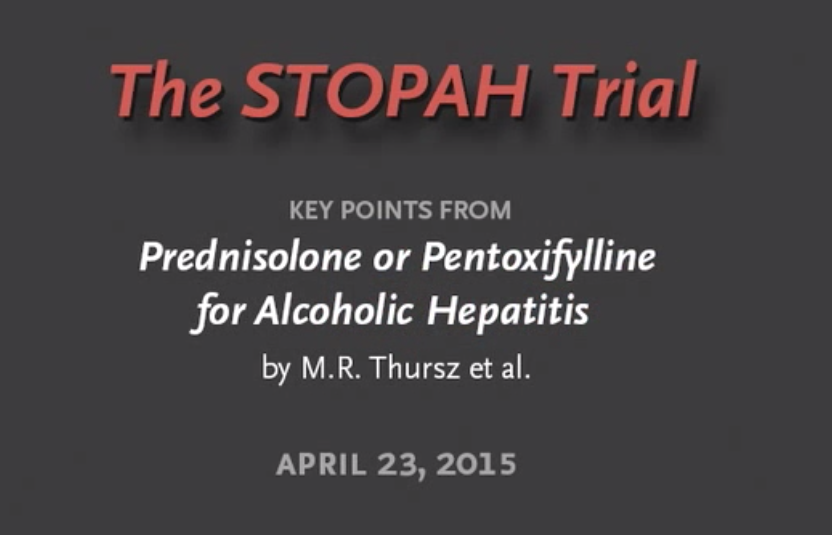 The STOPAH Trial
KEY POINTS FROM
Prednisolone or Pentoxifylline
for Alcoholic Hepatitis
by M.R. Thursz et al.
APRIL 23, 2015